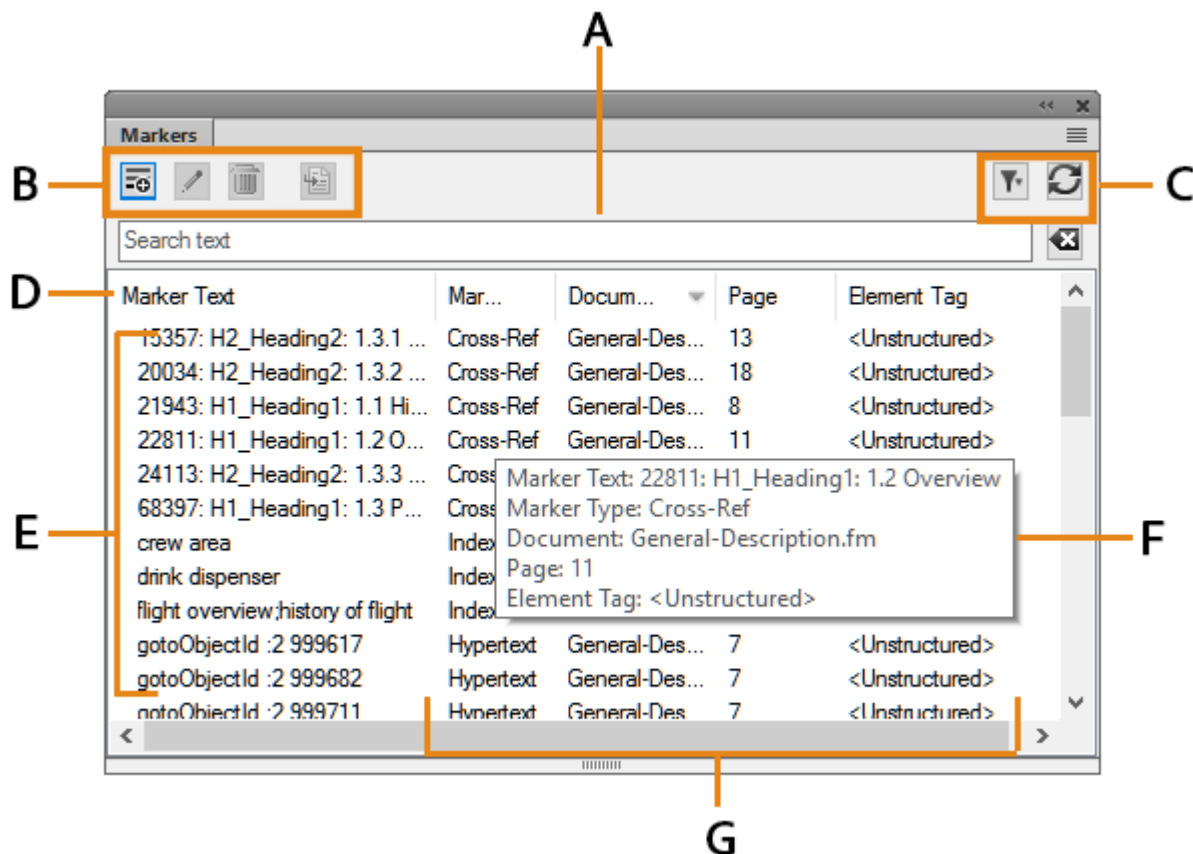 A
Markers
B
C
Search text
D
Marker Text Mar... Docum... Page Element Tag
15357: H2_Heading2: 1.3.1 ... Cross-Ref General-Des... 13 <Unstructured>
20034: H2_Heading2: 1.3.2 ... Cross-Ref General-Des... 18 <Unstructured>
21943: H1_Heading1: 1.1 Hi... Cross-Ref General-Des... 8 <Unstructured>
22811: H1_Heading1: 1.2 O... Cross-Ref General-Des... 11 <Unstructured>
24113: H2_Heading2: 1.3.3 ... Cross
68397: H1_Heading1: 1.3 P... Cross
crew area Index
drink dispenser Index
flight overview;history of flight Index
E
Marker Text: 22811: H1_Heading1: 1.2 Overview
Marker Type: Cross-Ref
Document: General-Description.fm
Page: 11
Element Tag: <Unstructured>
F
gotoObjectId :2 999617 Hypertext General-Des... 7 <Unstructured>
gotoObjectId :2 999682 Hypertext General-Des... 7 <Unstructured>
gotoObjectId :2 999711 Hypertext General-Des 7 <Unstructured>
G